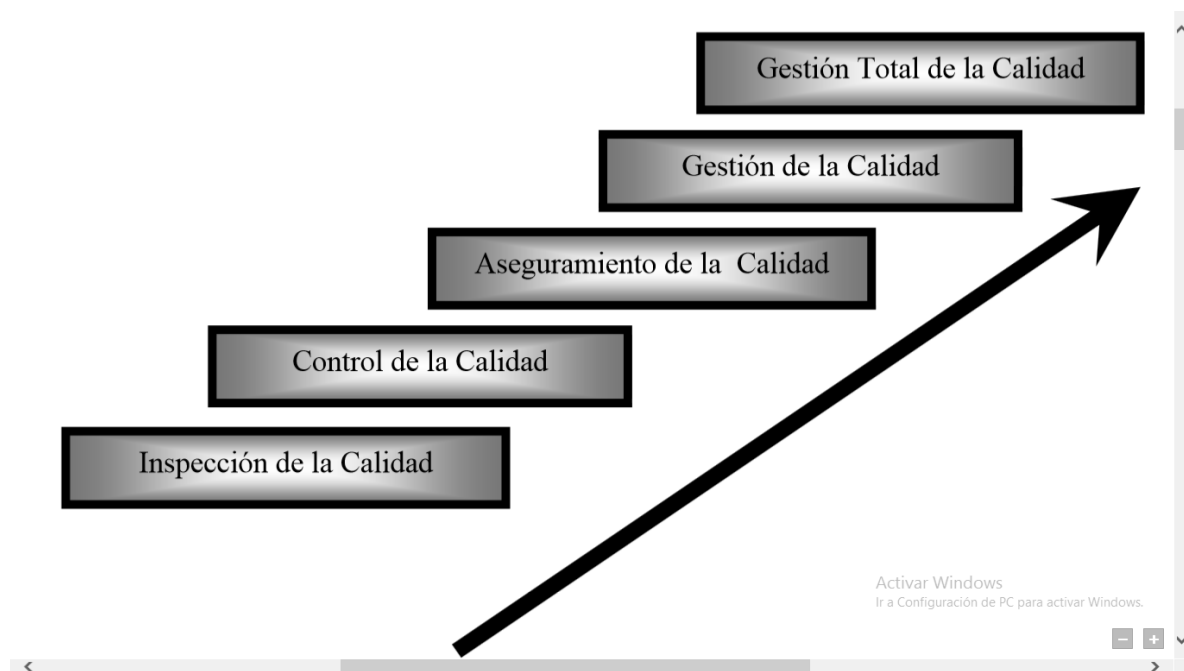 Gestión Total de la Calidad
Gestión de la Calidad
Aseguramiento de la  Calidad
Control de la Calidad
Inspección de la Calidad
Activar Windows
Ir a Configuración de PC para activar Windows.